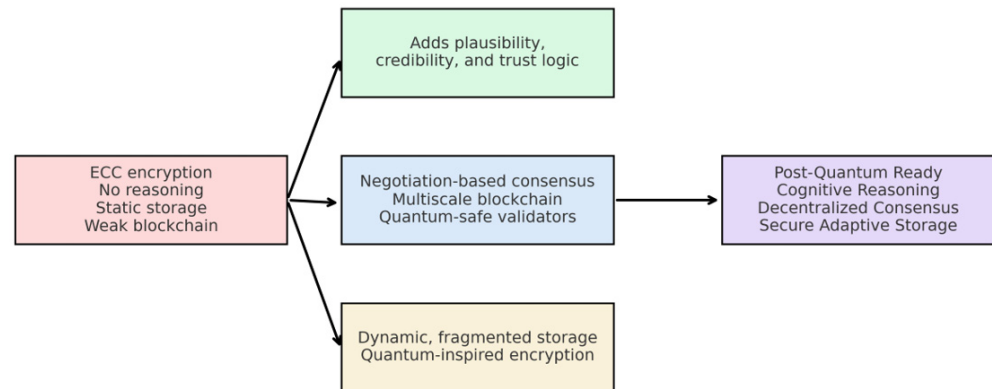 Adds plausibility,
credibility, and trust logic
ECC encryption
No reasoning
Static storage
Weak blockchain
Negotiation-based consensus
Multiscale blockchain
Quantum-safe validators
Post-Quantum Ready
Cognitive Reasoning
Decentralized Consensus
Secure Adaptive Storage
Dynamic, fragmented storage
Quantum-inspired encryption